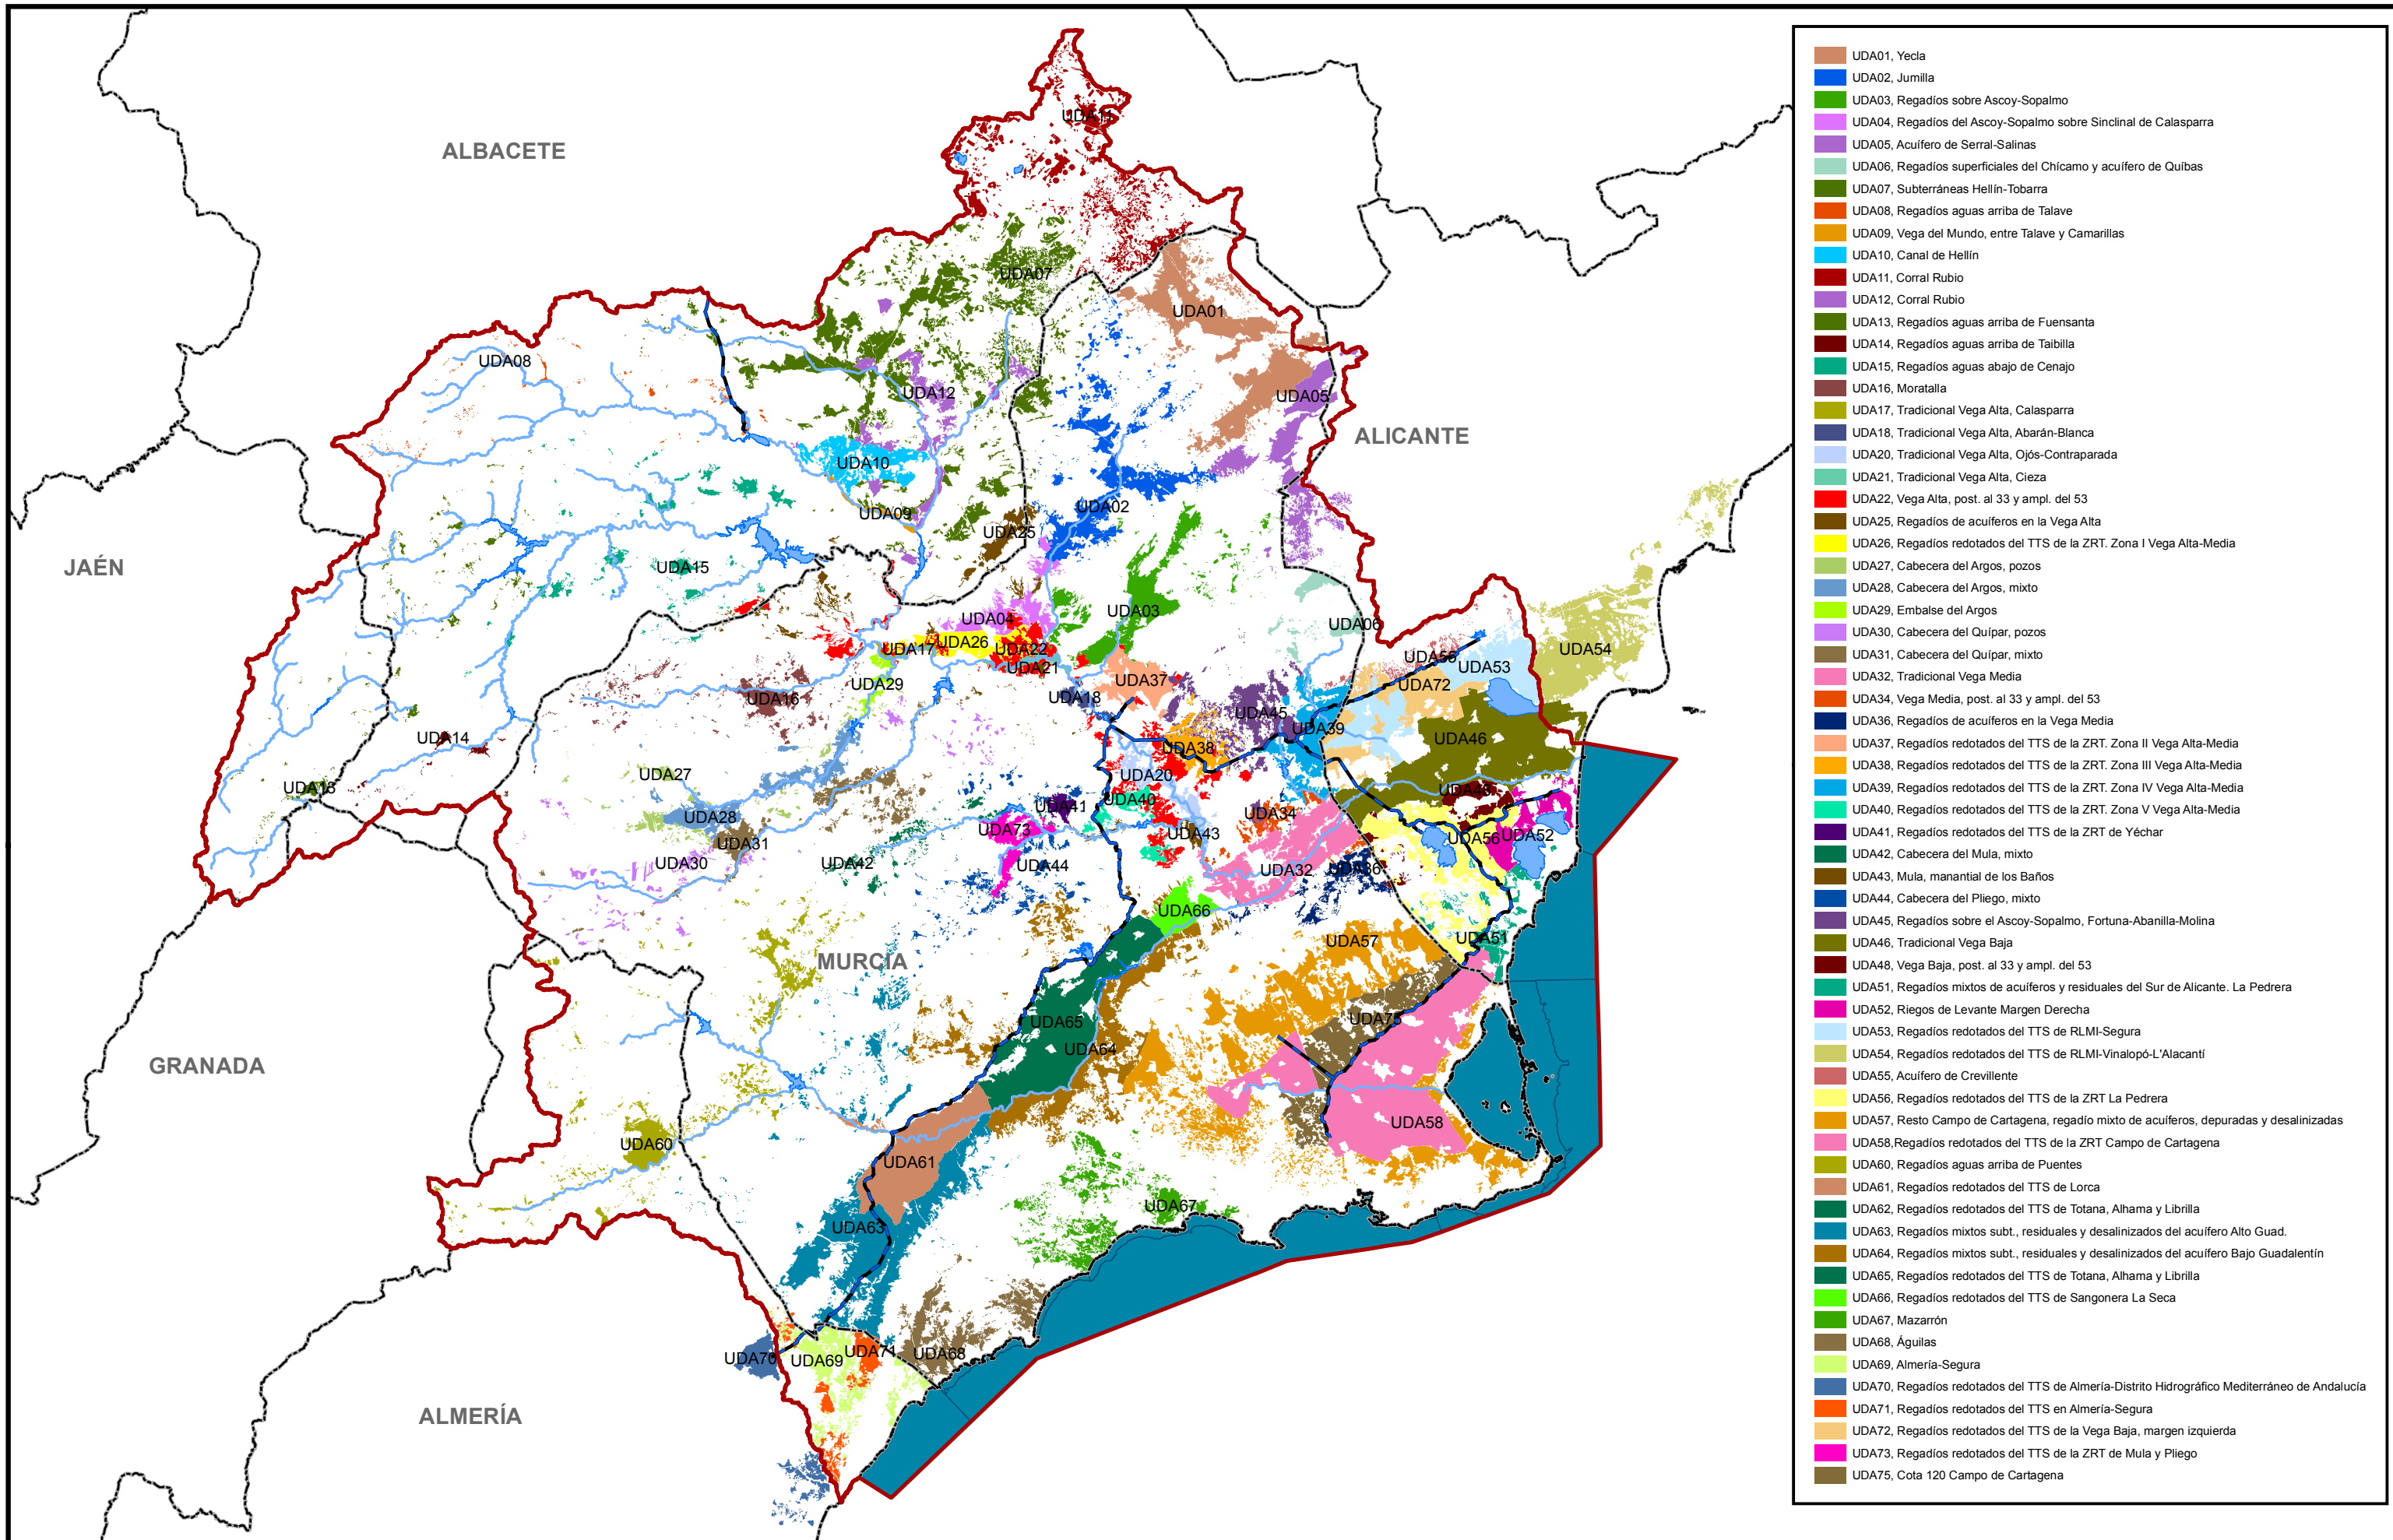 ALBACETE
ALICANTE
JAÉN
MURCIA
GRANADA
ALMERÍA
UDA11
UDA07
UDA01
UDA08
UDA12
UDA05
UDA10
UDA02
UDA09
UDA25
UDA15
UDA03
UDA04
UDA06
UDA26
UDA17
UDA22
UDA21
UDA54
UDA55
UDA53
UDA29
UDA37
UDA72
UDA16
UDA18
UDA45
UDA39
UDA14
UDA46
UDA38
UDA27
UDA20
UDA13
UDA48
UDA40
UDA41
UDA34
UDA28
UDA73
UDA43
UDA56
UDA52
UDA31
UDA30
UDA42
UDA44
UDA32
UDA36
UDA66
UDA57
UDA51
UDA65
UDA75
UDA64
UDA58
UDA60
UDA61
UDA67
UDA63
UDA70
UDA69
UDA71
UDA68
UDA01, Yecla
UDA02, Jumilla
UDA03, Regadíos sobre Ascoy-Sopalmo
UDA04, Regadíos del Ascoy-Sopalmo sobre Sinclinal de Calasparra
UDA05, Acuífero de Serral-Salinas
UDA06, Regadíos superficiales del Chícamo y acuífero de Quíbas
UDA07, Subterráneas Hellín-Tobarra
UDA08, Regadíos aguas arriba de Talave
UDA09, Vega del Mundo, entre Talave y Camarillas
UDA10, Canal de Hellín
UDA11, Corral Rubio
UDA12, Corral Rubio
UDA13, Regadíos aguas arriba de Fuensanta
UDA14, Regadíos aguas arriba de Taibilla
UDA15, Regadíos aguas abajo de Cenajo
UDA16, Moratalla
UDA17, Tradicional Vega Alta, Calasparra
UDA18, Tradicional Vega Alta, Abarán-Blanca
UDA20, Tradicional Vega Alta, Ojós-Contraparada
UDA21, Tradicional Vega Alta, Cieza
UDA22, Vega Alta, post. al 33 y ampl. del 53
UDA25, Regadíos de acuíferos en la Vega Alta
UDA26, Regadíos redotados del TTS de la ZRT. Zona I Vega Alta-Media
UDA27, Cabecera del Argos, pozos
UDA28, Cabecera del Argos, mixto
UDA29, Embalse del Argos
UDA30, Cabecera del Quípar, pozos
UDA31, Cabecera del Quípar, mixto
UDA32, Tradicional Vega Media
UDA34, Vega Media, post. al 33 y ampl. del 53
UDA36, Regadíos de acuíferos en la Vega Media
UDA37, Regadíos redotados del TTS de la ZRT. Zona II Vega Alta-Media
UDA38, Regadíos redotados del TTS de la ZRT. Zona III Vega Alta-Media
UDA39, Regadíos redotados del TTS de la ZRT. Zona IV Vega Alta-Media
UDA40, Regadíos redotados del TTS de la ZRT. Zona V Vega Alta-Media
UDA41, Regadíos redotados del TTS de la ZRT de Yéchar
UDA42, Cabecera del Mula, mixto
UDA43, Mula, manantial de los Baños
UDA44, Cabecera del Pliego, mixto
UDA45, Regadíos sobre el Ascoy-Sopalmo, Fortuna-Abanilla-Molina
UDA46, Tradicional Vega Baja
UDA48, Vega Baja, post. al 33 y ampl. del 53
UDA51, Regadíos mixtos de acuíferos y residuales del Sur de Alicante. La Pedrera
UDA52, Riegos de Levante Margen Derecha
UDA53, Regadíos redotados del TTS de RLMI-Segura
UDA54, Regadíos redotados del TTS de RLMI-Vinalopó-L'Alacantí
UDA55, Acuífero de Crevillente
UDA56, Regadíos redotados del TTS de la ZRT La Pedrera
UDA57, Resto Campo de Cartagena, regadío mixto de acuíferos, depuradas y desalinizadas
UDA58,Regadíos redotados del TTS de la ZRT Campo de Cartagena
UDA60, Regadíos aguas arriba de Puentes
UDA61, Regadíos redotados del TTS de Lorca
UDA62, Regadíos redotados del TTS de Totana, Alhama y Librilla
UDA63, Regadíos mixtos subt., residuales y desalinizados del acuífero Alto Guad.
UDA64, Regadíos mixtos subt., residuales y desalinizados del acuífero Bajo Guadalentín
UDA65, Regadíos redotados del TTS de Totana, Alhama y Librilla
UDA66, Regadíos redotados del TTS de Sangonera La Seca
UDA67, Mazarrón
UDA68, Águilas
UDA69, Almería-Segura
UDA70, Regadíos redotados del TTS de Almería-Distrito Hidrográfico Mediterráneo de Andalucía
UDA71, Regadíos redotados del TTS en Almería-Segura
UDA72, Regadíos redotados del TTS de la Vega Baja, margen izquierda
UDA73, Regadíos redotados del TTS de la ZRT de Mula y Pliego
UDA75, Cota 120 Campo de Cartagena